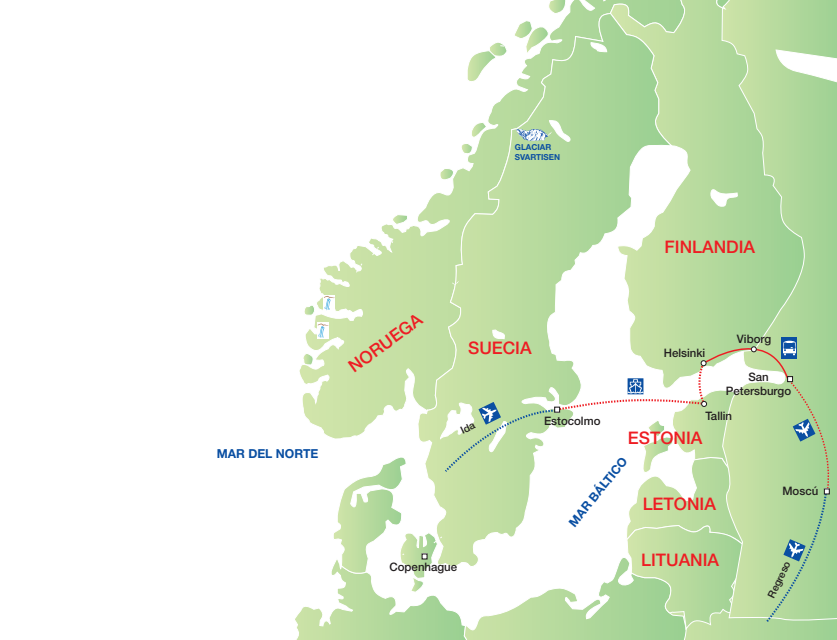 GLACIAR
SVARTISEN
FINLANDIA
NORUEGA
SUECIA
Viborg
Helsinki
San
Petersburgo
Ida
Estocolmo
Tallin
ESTONIA
MAR DEL NORTE
MAR BÁLTICO
Moscú
LETONIA
LITUANIA
Copenhague
Regreso